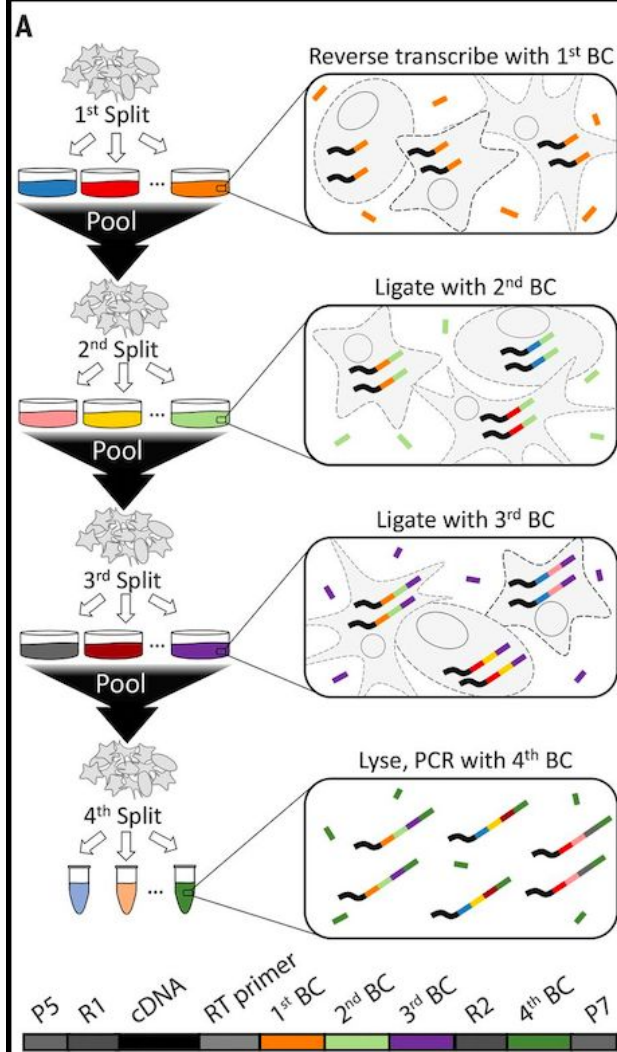 A
Reverse transcribe with 1st BC
1st Split
...
Pool
Ligate with 2nd BC
2nd Split
...
Pool
Ligate with 3rd BC
3rd Split
...
Pool
Lyse, PCR with 4th BC
4th Split
...
P5 R1 cDNA RT primer 1st BC 2nd BC 3rd BC R2 4th BC P7